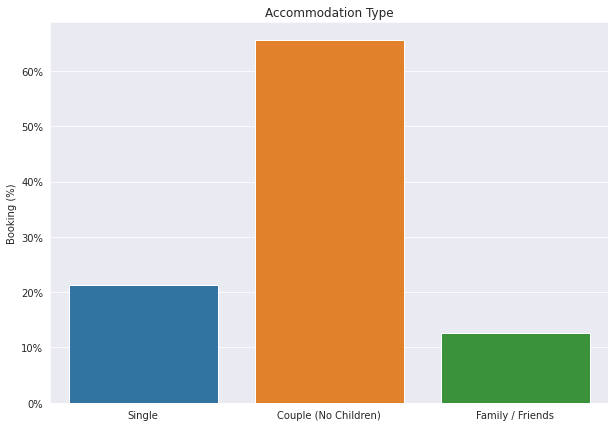 Accommodation Type
Booking (%)
60%
50%
40%
30%
20%
10%
0%
Single
Couple (No Children)
Family / Friends